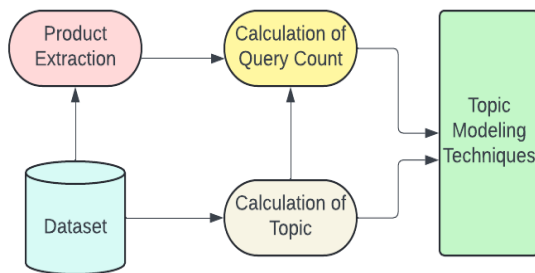 Product
Extraction
Calculation of
Query Count
Topic
Modeling
Techniques
Dataset
Calculation of
Topic